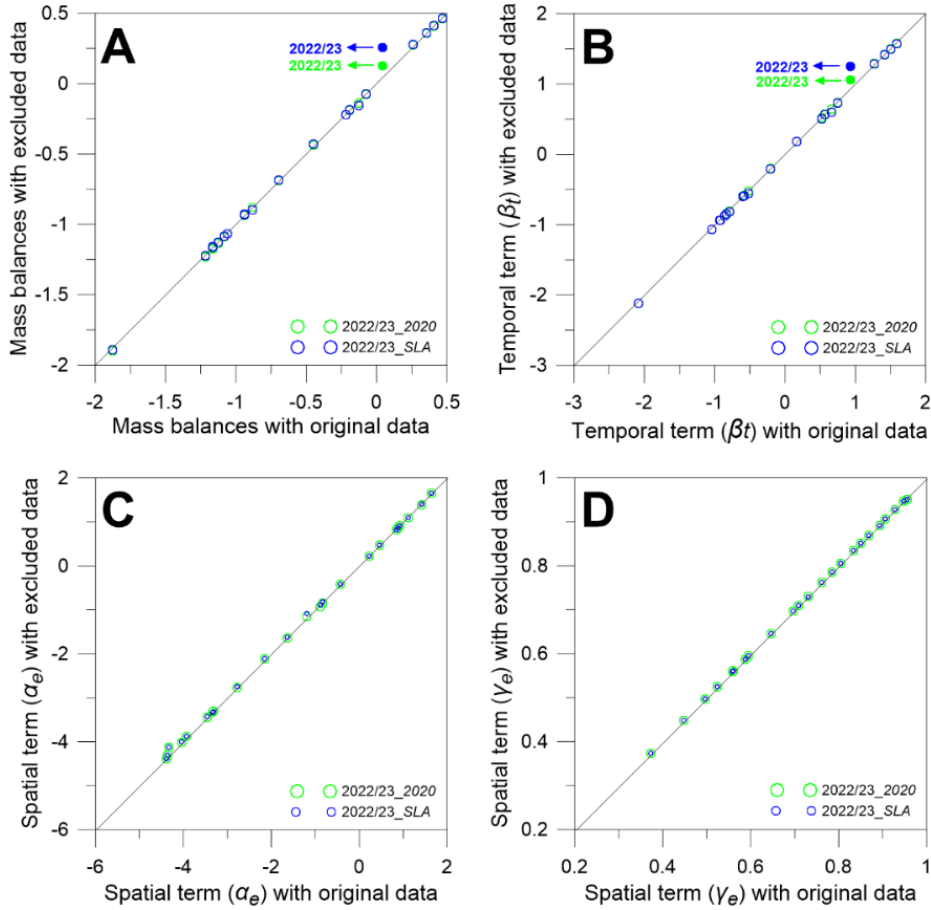 A
0.5
0
-0.5
-1
-1.5
-2
Mass balances with excluded data
2022/23
2022/23
2022/23_2020
2022/23_SLA
-2 -1.5 -1 -0.5 0 0.5
Mass balances with original data
B
2
1
0
-1
-2
-3
Temporal term (βt) with excluded data
2022/23
2022/23
2022/23_2020
2022/23_SLA
-3 -2 -1 0 1 2
Temporal term (βt) with original data
C
2
0
-2
-4
-6
Spatial term (αe) with excluded data
2022/23_2020
2022/23_SLA
-6 -4 -2 0 2
Spatial term (αe) with original data
D
1
0.8
0.6
0.4
0.2
Spatial term (γe) with excluded data
2022/23_2020
2022/23_SLA
0.2 0.4 0.6 0.8 1
Spatial term (γe) with original data